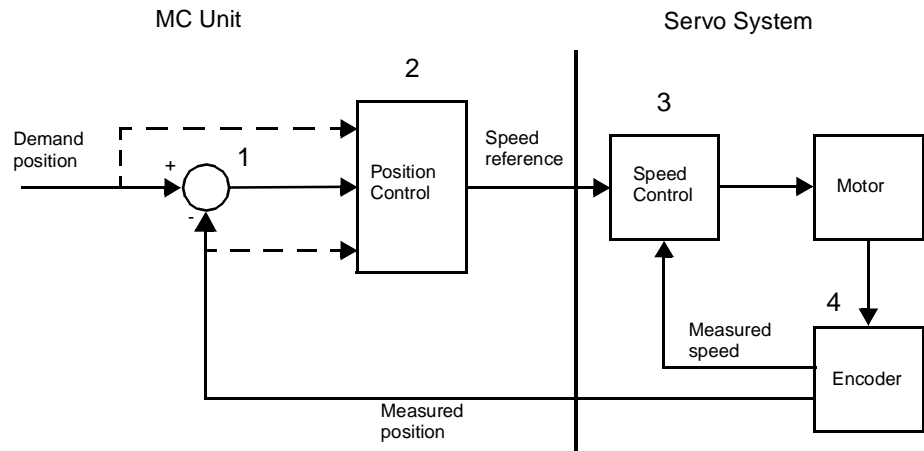 MC Unit
Servo System
2
3
Demand
position
+
1
-
Position
Control
Speed
reference
Speed
Control
Motor
4
Measured
speed
Encoder
Measured
position